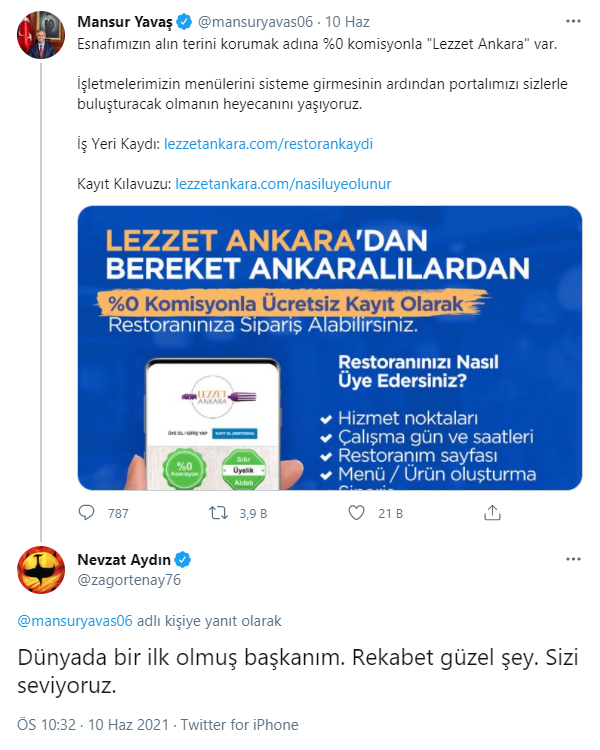 Mansur Yavaş @mansuryavas06 · 10 Haz
Esnafımızın alın terini korumak adına %0 komisyonla "Lezzet Ankara" var.
İşletmelerimizin menülerini sisteme girmesinin ardından portalımızı sizlerle
buluşturacak olmanın heyecanını yaşıyoruz.
İş Yeri Kaydı: lezzetankara.com/restorankaydi
Kayıt Kılavuzu: lezzetankara.com/nasiluyeolunur
LEZZET ANKARA'DAN
BEREKET ANKARALILARDAN
%0 Komisyonla Ücretsiz Kayıt Olarak
Restoranınıza Sipariş Alabilirsiniz.
Restoranınızı Nasıl
Üye Edersiniz?
Hizmet noktaları
Çalışma gün ve saatleri
Restoranım sayfası
Menü / Ürün oluşturma
Sipariş
LEZZET
ANKARA
ÜYE OL / GİRİŞ YAP
%0
Komisyon
Sıfır
Üyelik
Aidatı
787 3,9 B 21 B
Nevzat Aydın
@zagortenay76
@mansuryavas06 adlı kişiye yanıt olarak
Dünyada bir ilk olmuş başkanım. Rekabet güzel şey. Sizi
seviyoruz.
ÖS 10:32 · 10 Haz 2021 · Twitter for iPhone